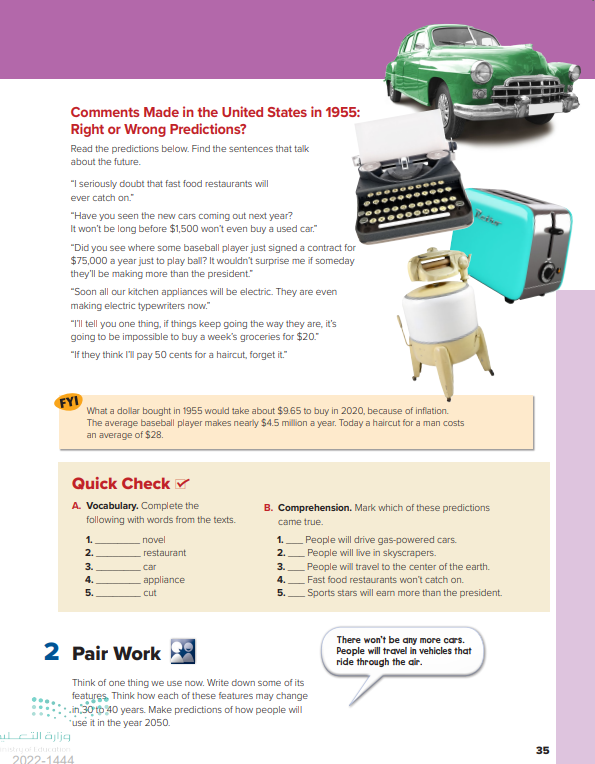 Comments Made in the United States in 1955:
Right or Wrong Predictions?
Read the predictions below. Find the sentences that talk
about the future.
"I seriously doubt that fast food restaurants will
ever catch on."
"Have you seen the new cars coming out next year?
It won't be long before $1,500 won't even buy a used car."
"Did you see where some baseball player just signed a contract for
$75,000 a year just to play ball? It wouldn't surprise me if someday
they'll be making more than the president."
"Soon all our kitchen appliances will be electric. They are even
making electric typewriters now."
"I'll tell you one thing, if things keep going the way they are, it's
going to be impossible to buy a week's groceries for $20."
"If they think I'll pay 50 cents for a haircut, forget it."
FYI
What a dollar bought in 1955 would take about $9.65 to buy in 2020, because of inflation.
The average baseball player makes nearly $4.5 million a year. Today a haircut for a man costs
an average of $28.
Quick Check
A. Vocabulary. Complete the
following with words from the texts.
1. ________ novel
2. ________ restaurant
3. ________ car
4. ________ appliance
5. ________ cut
B. Comprehension. Mark which of these predictions
came true.
1. ___ People will drive gas-powered cars.
2. ___ People will live in skyscrapers.
3. ___ People will travel to the center of the earth.
4. ___ Fast food restaurants won't catch on.
5. ___ Sports stars will earn more than the president.
2 Pair Work
Think of one thing we use now. Write down some of its
features. Think how each of these features may change
in 30 to 40 years. Make predictions of how people will
use it in the year 2050.
There won't be any more cars.
People will travel in vehicles that
ride through the air.
وزارة التعليم
Ministry of Education
2022-1444
35